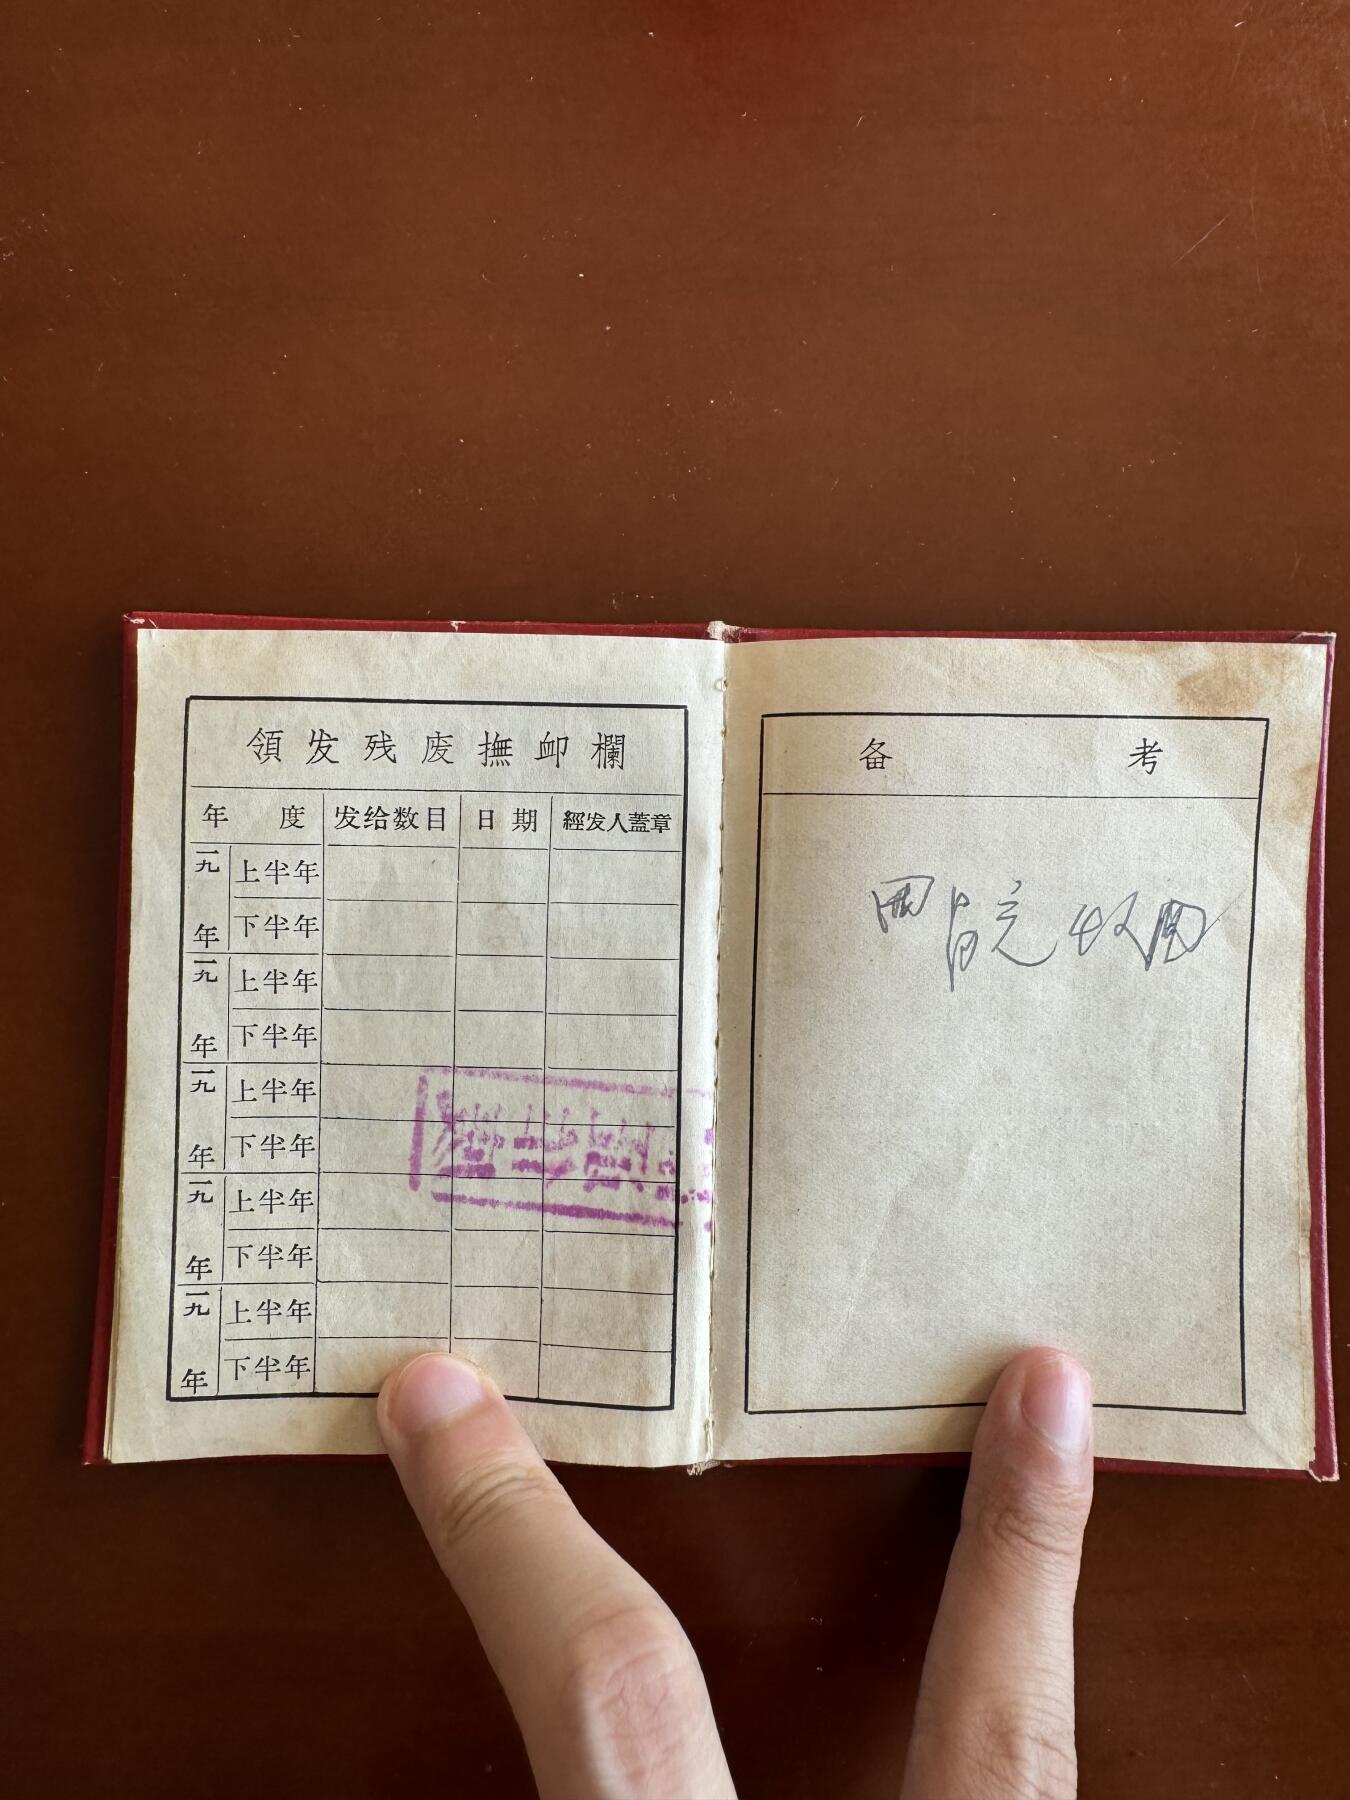 領发残废撫卹欄
年 度 发给数目 日期 經发人蓋章
一九 年 上半年
下半年
一九 年 上半年
下半年
一九 年 上半年
下半年
一九 年 上半年
下半年
一九 年 上半年
下半年
备 考